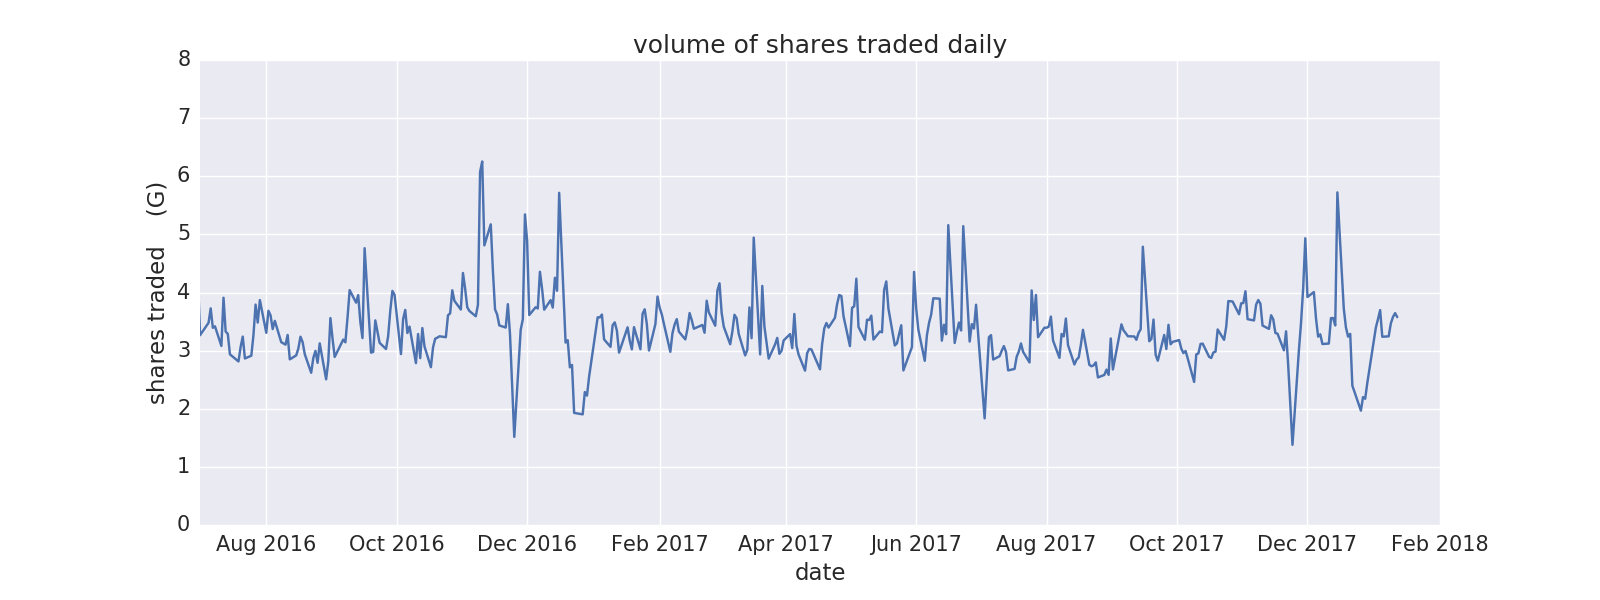 volume of shares traded daily
shares traded (G)
8
7
6
5
4
3
2
1
0
Aug 2016 Oct 2016 Dec 2016 Feb 2017 Apr 2017 Jun 2017 Aug 2017 Oct 2017 Dec 2017 Feb 2018
date